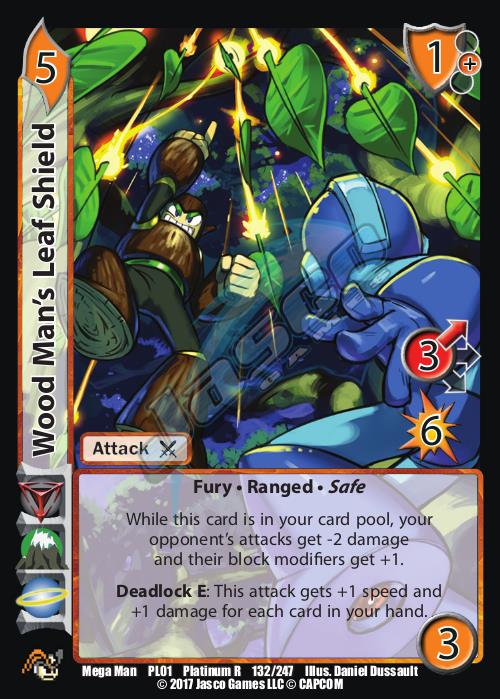 5
1
+
Wood Man's Leaf Shield
Jasco
GAMES
3
6
Attack
Fury • Ranged • Safe
While this card is in your card pool, your
opponent's attacks get -2 damage
and their block modifiers get +1.
Deadlock E: This attack gets +1 speed and
+1 damage for each card in your hand.
3
Mega Man PL01 Platinum R 132/247 Illus. Daniel Dussault
© 2017 Jasco Games LLC © CAPCOM